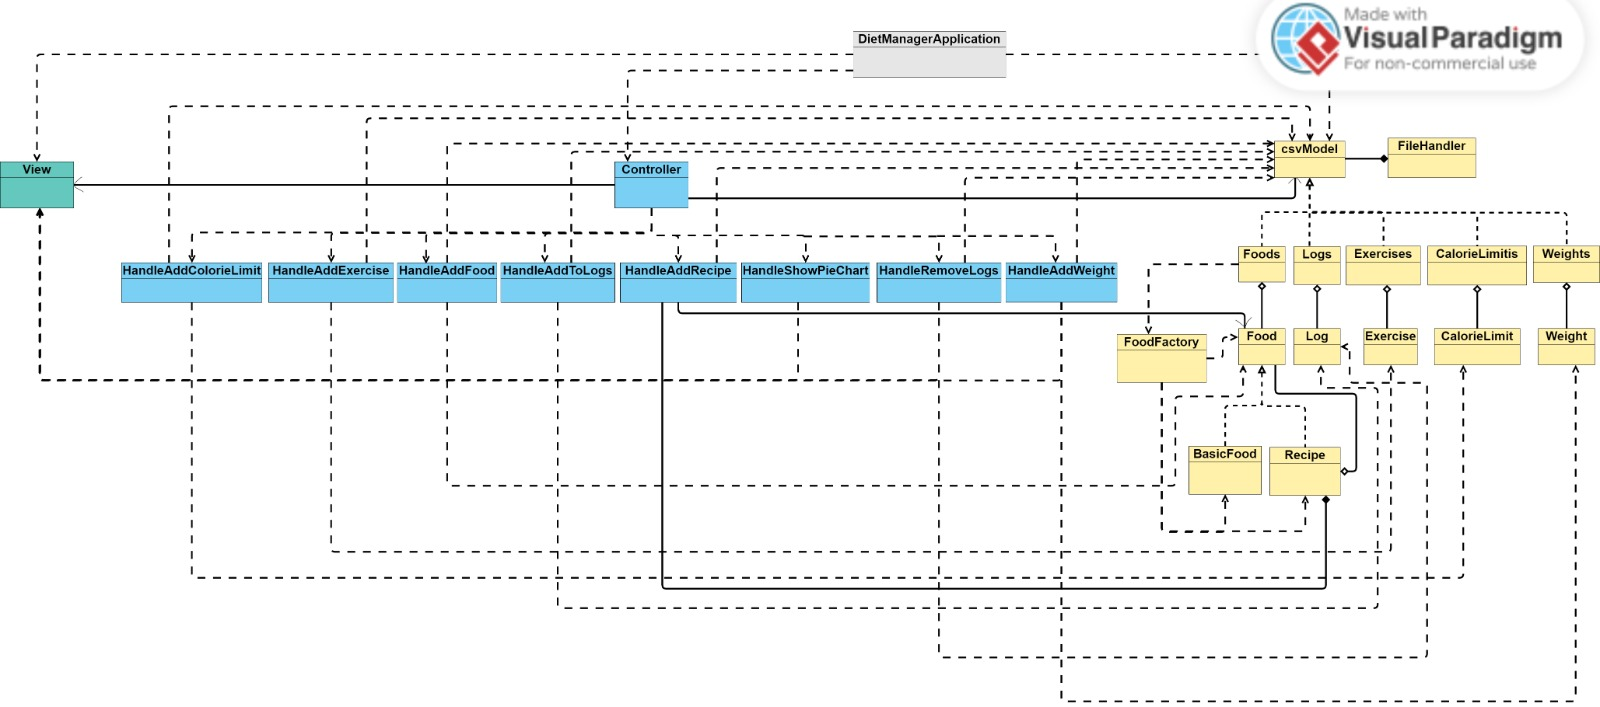 Made with
Visual Paradigm
For non-commercial use
DietManagerApplication
View
Controller
csvModel
FileHandler
HandleAddColorieLimit
HandleAddExercise
HandleAddFood
HandleAddToLogs
HandleAddRecipe
HandleShowPieChart
HandleRemoveLogs
HandleAddWeight
Foods
Logs
Exercises
CalorieLimitis
Weights
FoodFactory
Food
Log
Exercise
CalorieLimit
Weight
BasicFood
Recipe